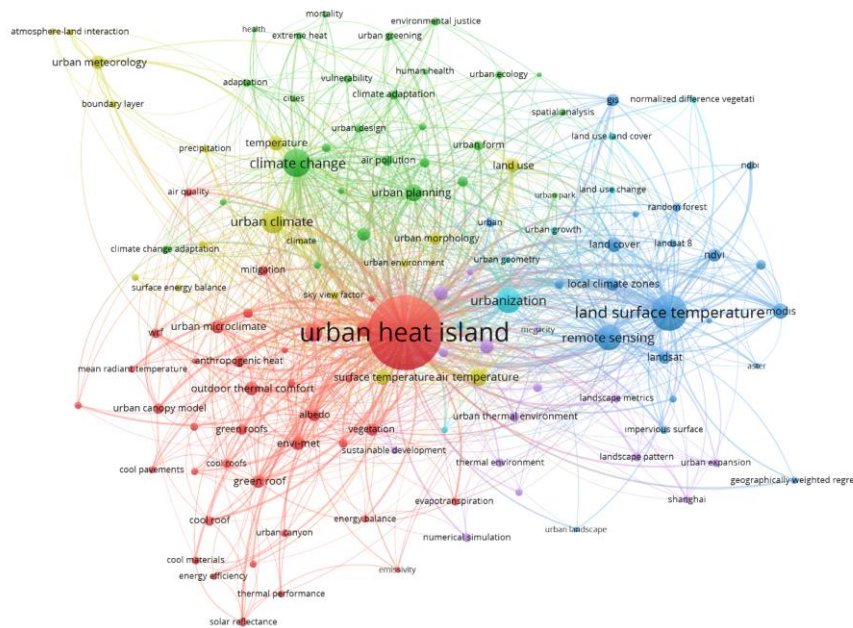 mortality
environmental justice
atmosphere-land interaction
health
extreme heat
urban greening
urban meteorology
human health
urban ecology
adaptation
vulnerability
climate adaptation
gis
normalized difference vegetati
boundary layer
cities
spatial analysis
urban design
land use land cover
precipitation
temperature
urban form
climate change
air pollution
land use
ndbi
air quality
urban planning
urban park
land use change
random forest
urban climate
urban
urban growth
climate
urban morphology
land cover
landsat 8
ndvi
climate change adaptation
urban environment
urban geometry
mitigation
local climate zones
surface energy balance
sky view factor
urbanization
land surface temperature
modis
wrf
urban microclimate
urban heat island
megacity
remote sensing
anthropogenic heat
landsat
aster
mean radiant temperature
surface temperature
air temperature
outdoor thermal comfort
landscape metrics
urban canopy model
albedo
urban thermal environment
green roofs
vegetation
impervious surface
envi-met
sustainable development
cool pavements
cool roofs
thermal environment
landscape pattern
urban expansion
green roof
geographically weighted regre
evapotranspiration
shanghai
cool roof
energy balance
urban canyon
urban landscape
numerical simulation
cool materials
energy efficiency
emissivity
thermal performance
solar reflectance